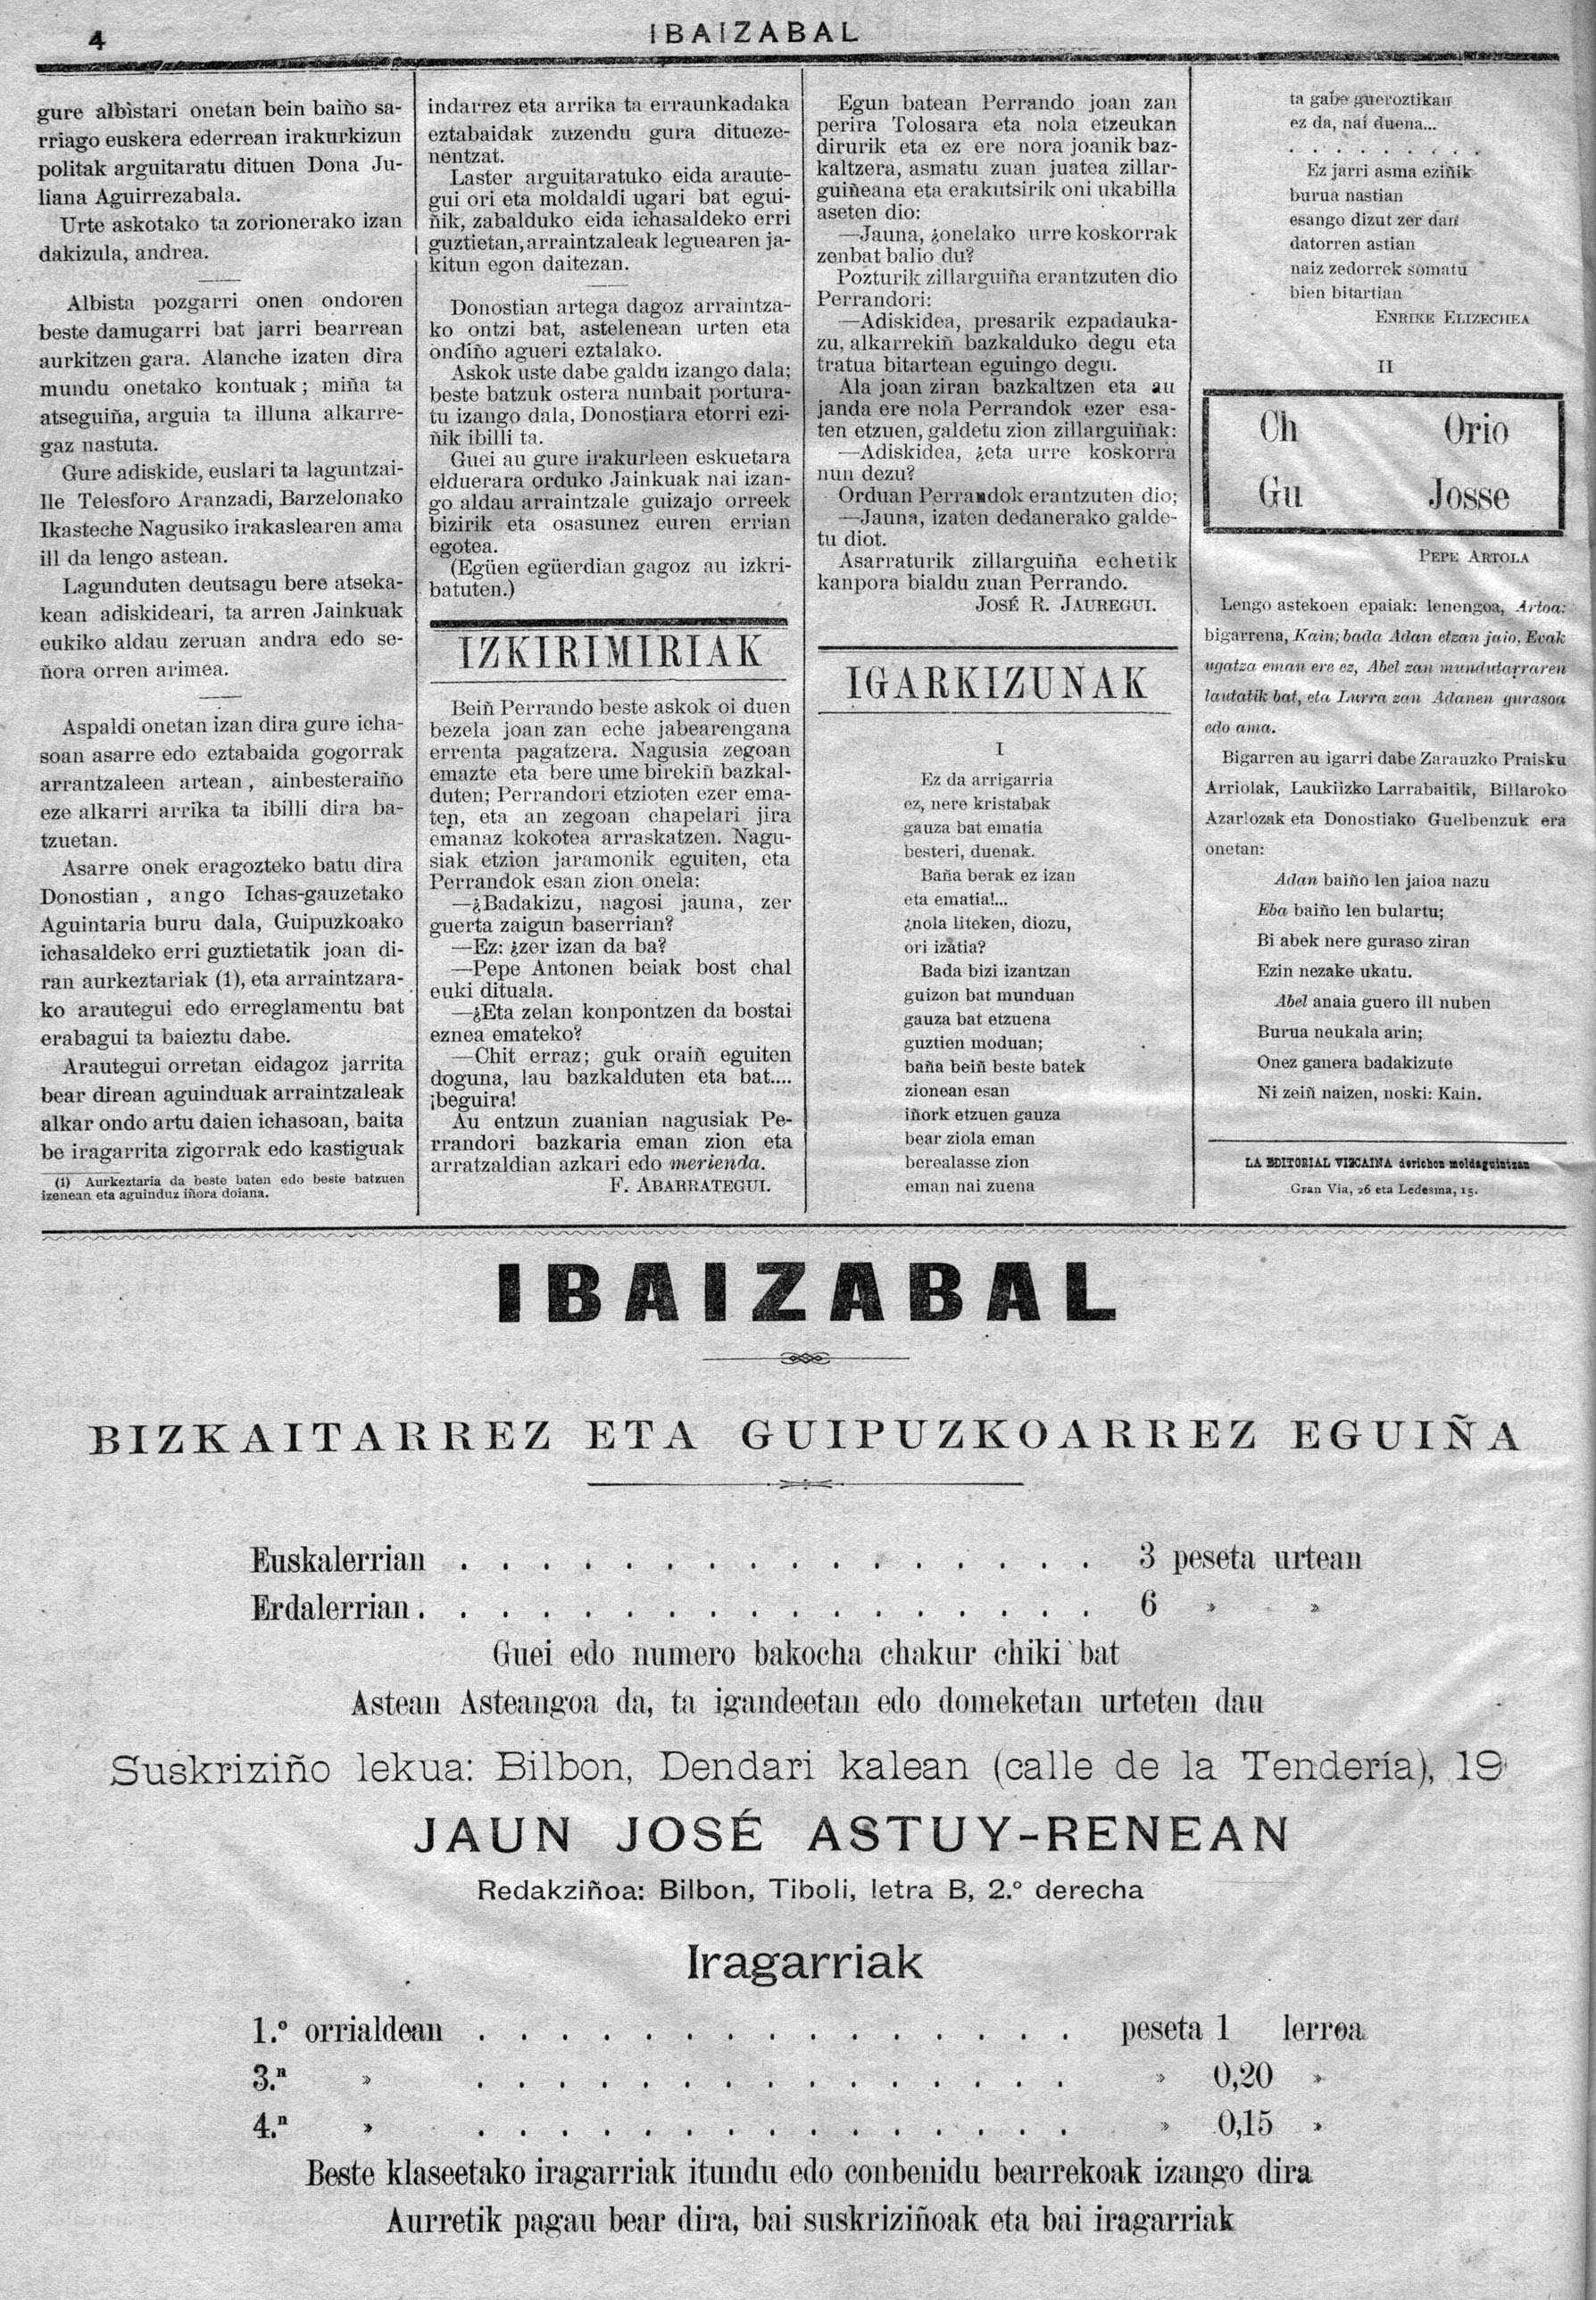 4
IBAIZABAL
gure albistari onetan bein baiño sa-
rriago euskera ederrean irakurkizun
politak arguitaratu dituen Dona Ju-
liana Aguirrezabala.
Urte askotako ta zorionerako izan
dakizula, andrea.
Albista pozgarri onen ondoren
beste damugarri bat jarri bearrean
aurkitzen gara. Alanche izaten dira
mundu onetako kontuak; miña ta
atseguiña, arguia ta illuna alkarre-
gaz nastuta.
Gure adiskide, euslari ta laguntzai-
lle Telesforo Aranzadi, Barzelonako
Ikasteche Nagusiko irakaslearen ama
ill da lengo astean.
Lagunduten deutsagu bere atseka-
kean adiskideari, ta arren Jainkuak
eukiko aldau zeruan andra edo se-
ñora orren arimea.
Aspaldi onetan izan dira gure icha-
soan asarre edo eztabaida gogorrak
arrantzaleen artean, ainbesteraiño
eze alkarri arrika ta ibilli dira ba-
tzuetan.
Asarre onek eragozteko batu dira
Donostian, ango Ichas-gauzetako
Aguintaria buru dala, Guipuzkoako
ichasaldeko erri guztietatik joan di-
ran aurkeztariak (1), eta arraintzara-
ko arautegui edo erreglamentu bat
erabagui ta baieztu dabe.
Arautegui orretan eidagoz jarrita
bear direan aguinduak arraintzaleak
alkar ondo artu daien ichasoan, baita
be iragarrita zigorrak edo kastiguak
(1) Aurkeztaria da beste baten edo beste batzuen
izenean eta aguinduz iñora doiana.
indarrez eta arrika ta erraunkadaka
eztabaidak zuzendu gura ditueze-
nentzat.
Laster arguitaratuko eida araute-
gui ori eta moldaldi ugari bat egui-
ñik, zabalduko eida ichasaldeko erri
guztietan, arraintzaleak leguearen ja-
kitun egon daitezan.
Donostian artega dagoz arraintza-
ko ontzi bat, astelenean urten eta
ondiño agueri eztalako.
Askok uste dabe galdu izango dala;
beste batzuk ostera nunbait portura-
tu izango dala, Donostiara etorri ezi-
ñik ibilli ta.
Guei au gure irakurleen eskuetara
elduerara orduko Jainkuak nai izan-
go aldau arraintzale guizajo orreek
bizirik eta osasunez euren errian
egotea.
(Egüen egüerdian gagoz au izkri-
batuten.)
IZKIRIMIRIAK
Beiñ Perrando beste askok oi duen
bezela joan zan eche jabearengana
errenta pagatzera. Nagusia zegoan
emazte eta bere ume birekiñ bazkal-
duten; Perrandori etzioten ezer ema-
ten, eta an zegoan chapelari jira
emanaz kokotea arraskatzen. Nagu-
siak etzion jaramonik eguiten, eta
Perrandok esan zion onela:
—¿Badakizu, nagosi jauna, zer
guerta zaigun baserrian?
—Ez: ¿zer izan da ba?
—Pepe Antonen beiak bost chal
euki dituala.
—¿Eta zelan konpontzen da bostai
eznea emateko?
—Chit erraz; guk oraiñ eguiten
doguna, lau bazkalduten eta bat....
¡beguira!
Au entzun zuanian nagusiak Pe-
rrandori bazkaria eman zion eta
arratzaldian azkari edo merienda.
F. ABARRATEGUI.
Egun batean Perrando joan zan
perira Tolosara eta nola etzeukan
dirurik eta ez ere nora joanik baz-
kaltzera, asmatu zuan juatea zillar-
guiñeana eta erakutsirik oni ukabilla
aseten dio:
—Jauna, ¿onelako urre koskorrak
zenbat balio du?
Pozturik zillarguiña erantzuten dio
Perrandori:
—Adiskidea, presarik ezpadauka-
zu, alkarrekiñ bazkalduko degu eta
tratua bitartean eguingo degu.
Ala joan ziran bazkaltzen eta au
janda ere nola Perrandok ezer esa-
ten etzuen, galdetu zion zillarguiñak:
—Adiskidea, ¿eta urre koskorra
nun dezu?
Orduan Perrandok erantzuten dio;
—Jauna, izaten dedanerako galde-
tu diot.
Asarraturik zillarguiña echetik
kanpora bialdu zuan Perrando.
JOSÉ R. JAUREGUI.
IGARKIZUNAK
I
Ez da arrigarria
ez, nere kristabak
gauza bat ematia
besteri, duenak.
Baña berak ez izan
eta ematia!...
¿nola liteken, diozu,
ori izatia?
Bada bizi izantzan
guizon bat munduan
gauza bat etzuena
guztien moduan;
baña beiñ beste batek
zionean esan
iñork etzuen gauza
bear ziola eman
berealasse zion
eman nai zuena
ta gabe gueroztikan
ez da, nai duena...
. . . . . . . .
Ez jarri asma eziñik
burua nastian
esango dizut zer dan
datorren astian
naiz zedorrek somatu
bien bitartian
ENRIKE ELIZECHEA
II
Ch Orio
Gu Josse
PEPE ARTOLA
Lengo astekoen epaiak: lenengoa, Artoa:
bigarrena, Kain; bada Adan etzan jaio, Evak
ugatza eman ere ez, Abel zan mundutarraren
lautatik bat, eta Lurra zan Adanen gurasoa
edo ama.
Bigarren au igarri dabe Zarauzko Praisku
Arriolak, Laukiizko Larrabaitik, Billaroko
Azarlozak eta Donostiako Guelbenzuk era
onetan:
Adan baiño len jaioa nazu
Eba baiño len bulartu;
Bi abek nere guraso ziran
Ezin nezake ukatu.
Abel anaia guero ill nuben
Burua neukala arin;
Onez ganera badakizute
Ni zeiñ naizen, noski: Kain.
LA EDITORIAL VIZCAINA derichon moldaguintzan
Gran Via, 26 eta Ledesma, 15.
IBAIZABAL
BIZKAITARREZ ETA GUIPUZKOARREZ EGUIÑA
Euskalerrian . . . . . . . . . . . . . . . . 3 peseta urtean
Erdalerrian . . . . . . . . . . . . . . . . . 6 » »
Guei edo numero bakocha chakur chiki bat
Astean Asteangoa da, ta igandeetan edo domeketan urteten dau
Suskriziño lekua: Bilbon, Dendari kalean (calle de la Tendería), 19
JAUN JOSÉ ASTUY-RENEAN
Redakziñoa: Bilbon, Tiboli, letra B, 2.º derecha
Iragarriak
1.º orrialdean . . . . . . . . . . . . . . . peseta 1 lerroa
3.ⁿ » . . . . . . . . . . . . . . . » 0,20 »
4.ⁿ » . . . . . . . . . . . . . . . » 0,15 »
Beste klaseetako iragarriak itundu edo conbenidu bearrekoak izango dira
Aurretik pagau bear dira, bai suskriziñoak eta bai iragarriak